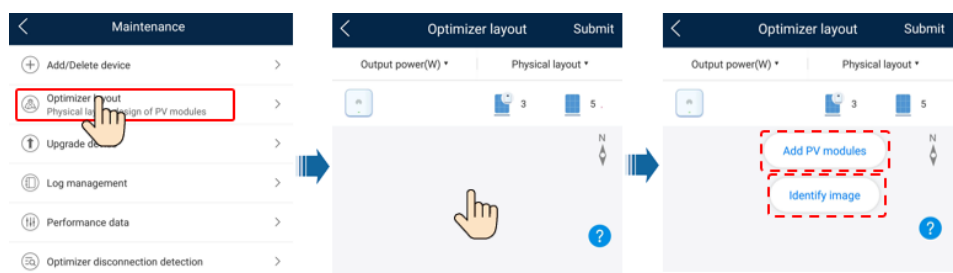 Maintenance
Add/Delete device
Optimizer layout
Physical layout design of PV modules
Upgrade device
Log management
Performance data
Optimizer disconnection detection
Optimizer layout
Submit
Output power(W)
Physical layout
3
5
N
?
Optimizer layout
Submit
Output power(W)
Physical layout
3
5
N
Add PV modules
Identify image
?